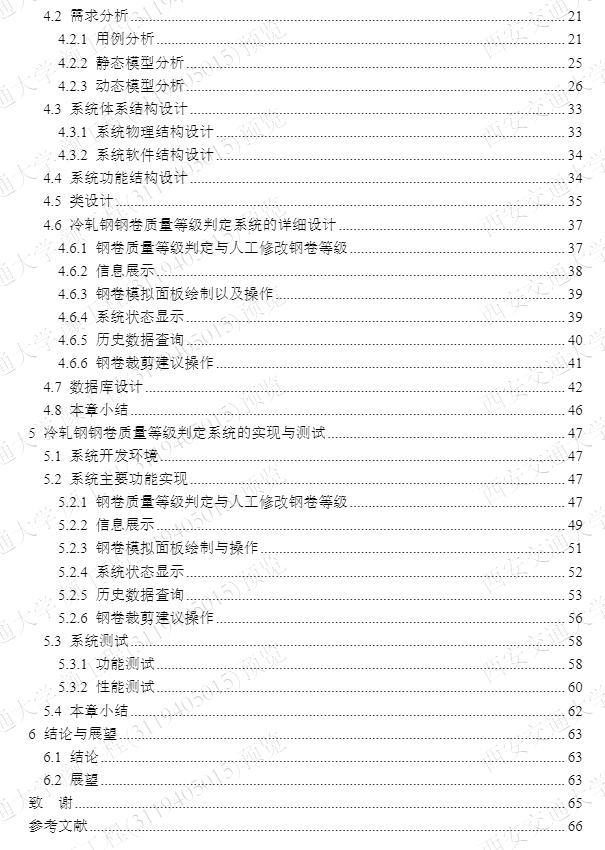 4.2 需求分析 21
4.2.1 用例分析 21
4.2.2 静态模型分析 25
4.2.3 动态模型分析 26
4.3 系统体系结构设计 33
4.3.1 系统物理结构设计 33
4.3.2 系统软件结构设计 34
4.4 系统功能结构设计 34
4.5 类设计 35
4.6 冷轧钢钢卷质量等级判定系统的详细设计 37
4.6.1 钢卷质量等级判定与人工修改钢卷等级 37
4.6.2 信息展示 38
4.6.3 钢卷模拟面板绘制以及操作 39
4.6.4 系统状态显示 39
4.6.5 历史数据查询 40
4.6.6 钢卷裁剪建议操作 41
4.7 数据库设计 42
4.8 本章小结 46
5 冷轧钢钢卷质量等级判定系统的实现与测试 47
5.1 系统开发环境 47
5.2 系统主要功能实现 47
5.2.1 钢卷质量等级判定与人工修改钢卷等级 47
5.2.2 信息展示 49
5.2.3 钢卷模拟面板绘制与操作 51
5.2.4 系统状态显示 52
5.2.5 历史数据查询 53
5.2.6 钢卷裁剪建议操作 56
5.3 系统测试 58
5.3.1 功能测试 58
5.3.2 性能测试 60
5.4 本章小结 62
6 结论与展望 63
6.1 结论 63
6.2 展望 63
致 谢 65
参考文献 66